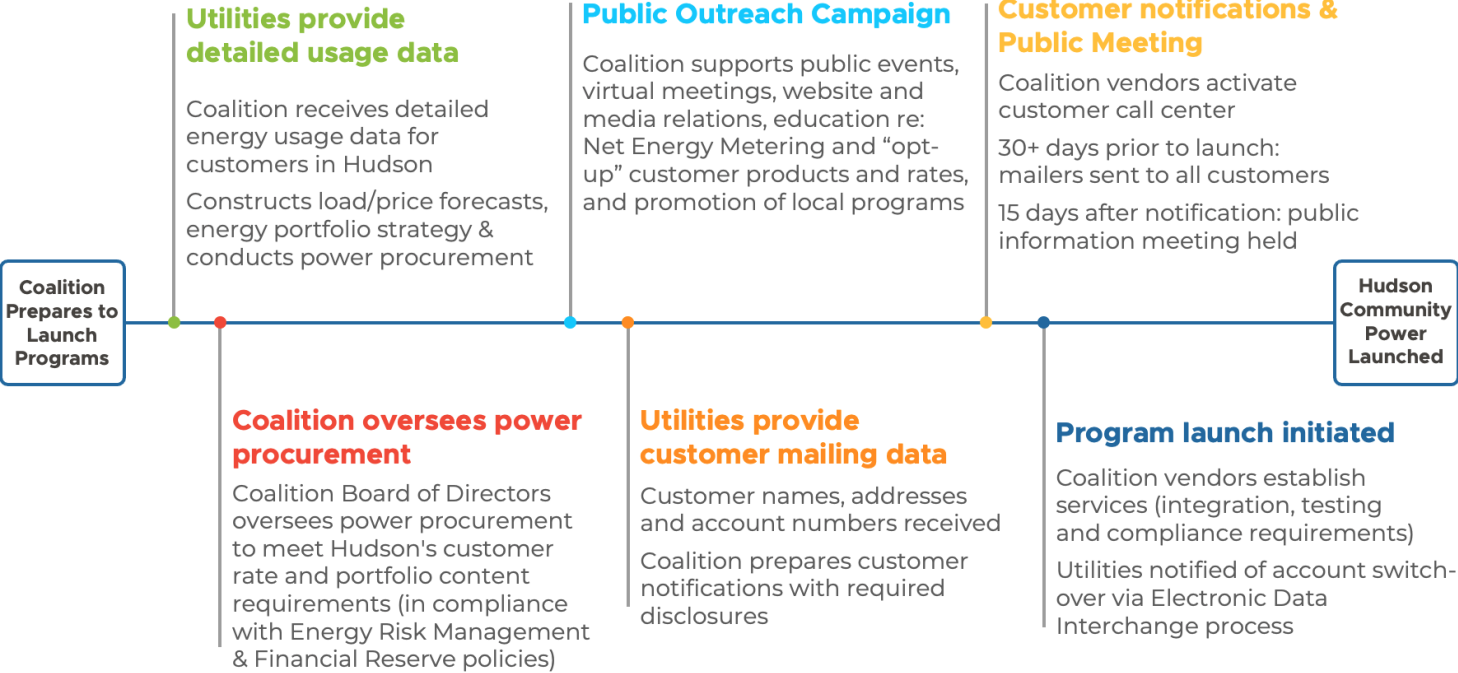 Utilities provide
detailed usage data
Coalition receives detailed
energy usage data for
customers in Hudson
Constructs load/price forecasts,
energy portfolio strategy &
conducts power procurement
Public Outreach Campaign
Coalition supports public events,
virtual meetings, website and
media relations, education re:
Net Energy Metering and “opt-
up” customer products and rates,
and promotion of local programs
Customer notifications &
Public Meeting
Coalition vendors activate
customer call center
30+ days prior to launch:
mailers sent to all customers
15 days after notification: public
information meeting held
Coalition
Prepares to
Launch
Programs
Hudson
Community
Power
Launched
Coalition oversees power
procurement
Coalition Board of Directors
oversees power procurement
to meet Hudson's customer
rate and portfolio content
requirements (in compliance
with Energy Risk Management
& Financial Reserve policies)
Utilities provide
customer mailing data
Customer names, addresses
and account numbers received
Coalition prepares customer
notifications with required
disclosures
Program launch initiated
Coalition vendors establish
services (integration, testing
and compliance requirements)
Utilities notified of account switch-
over via Electronic Data
Interchange process